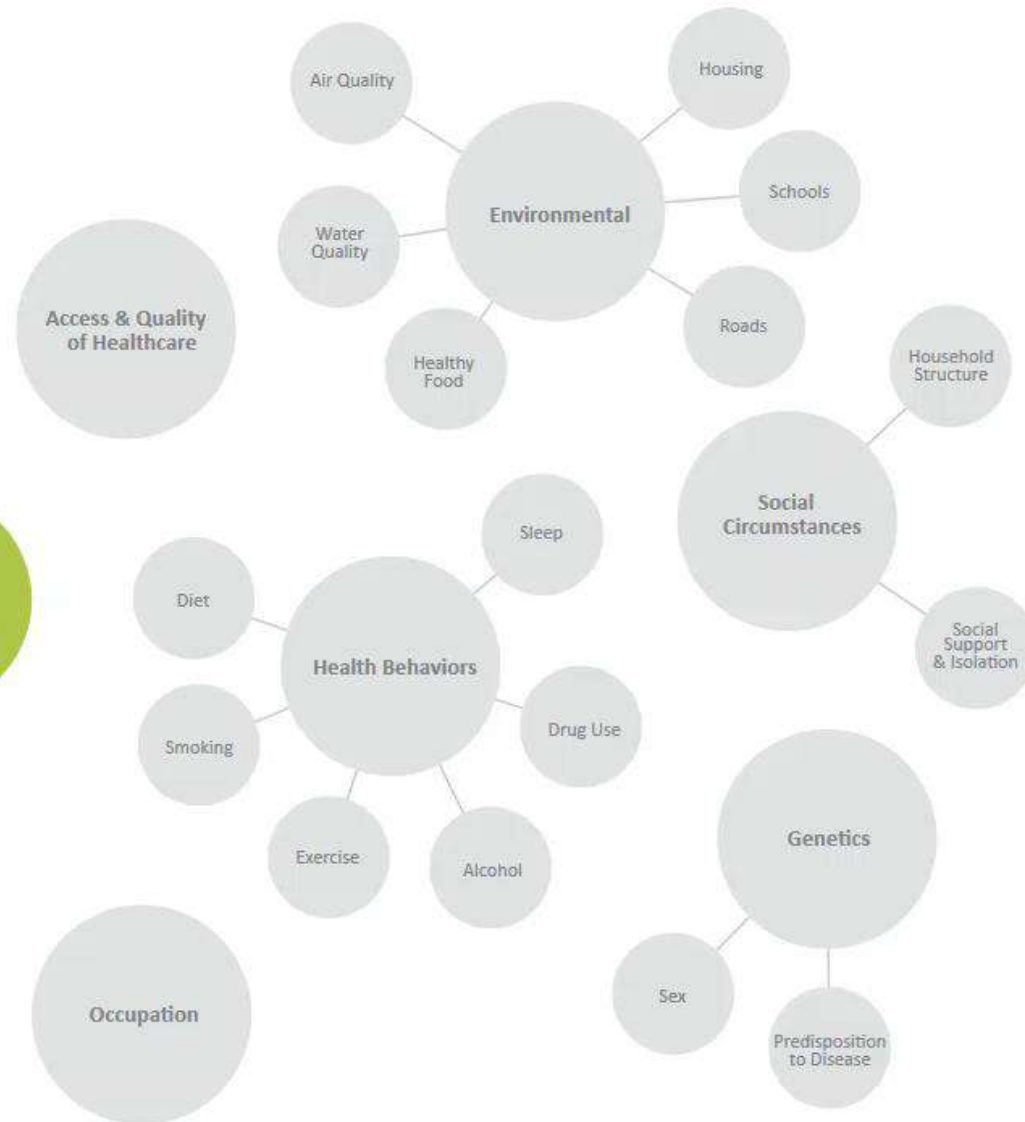 Air Quality
Housing
Environmental
Schools
Water
Quality
Access & Quality
of Healthcare
Roads
Healthy
Food
Household
Structure
Social
Circumstances
Sleep
Diet
Health Behaviors
Social
Support
& Isolation
Drug Use
Smoking
Exercise
Alcohol
Genetics
Sex
Occupation
Predisposition
to Disease